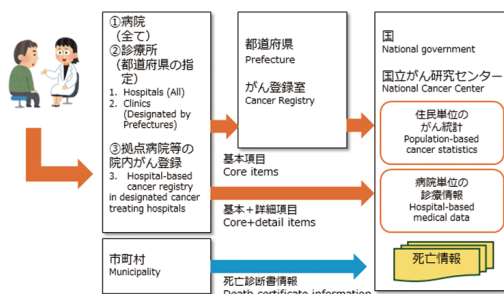 ①病院
（全て）
②診療所
（都道府県の指
定）
1. Hospitals (All)
2. Clinics
(Designated by
Prefectures)
③拠点病院等の
院内がん登録
3. Hospital-based
cancer registry
in designated cancer
treating hospitals
都道府県
Prefecture
がん登録室
Cancer Registry
基本項目
Core items
基本＋詳細項目
Core+detail items
国
National government
国立がん研究センター
National Cancer Center
住民単位の
がん統計
Population-based
cancer statistics
病院単位の
診療情報
Hospital-based
medical data
市町村
Municipality
死亡診断書情報
Death certificate information
死亡情報